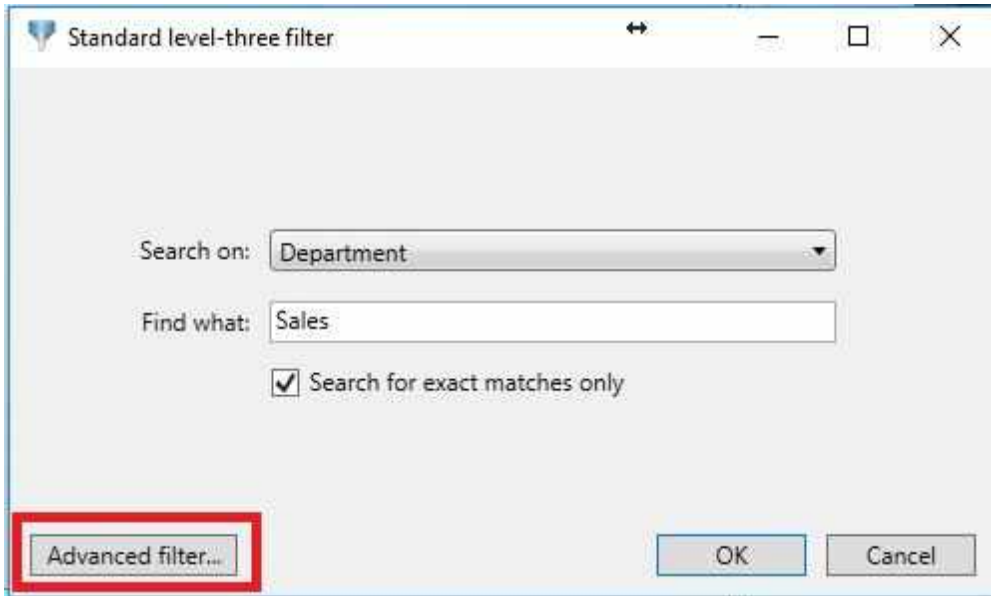 Standard level-three filter
Search on: Department
Find what: Sales
Search for exact matches only
Advanced filter... OK Cancel